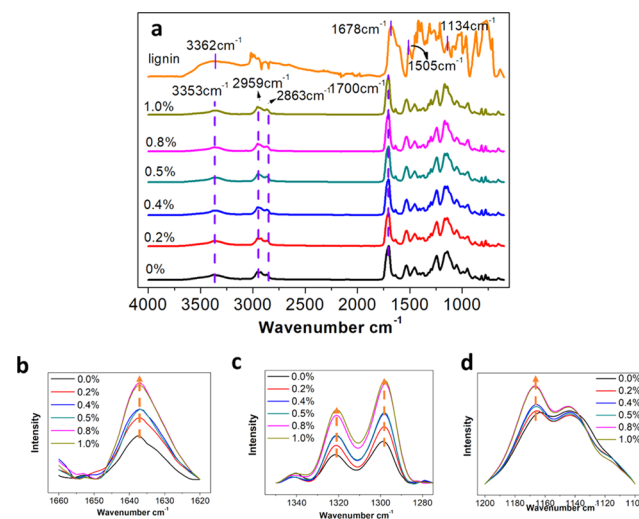 a
3362cm-1
1678cm-1
1134cm-1
lignin
1505cm-1
3353cm-1
2959cm-1
2863cm-1
1700cm-1
1.0%
0.8%
0.5%
0.4%
0.2%
0%
4000 3500 3000 2500 2000 1500 1000
Wavenumber cm-1
b
0.0%
0.2%
0.4%
0.5%
0.8%
1.0%
Intensity
1660 1650 1640 1630 1620
Wavenumber cm-1
c
0.0%
0.2%
0.4%
0.5%
0.8%
1.0%
Intensity
1340 1320 1300 1280
Wavenumber cm-1
d
0.0%
0.2%
0.4%
0.5%
0.8%
1.0%
Intensity
1200 1180 1160 1140 1120 1100
Wavenumber cm-1